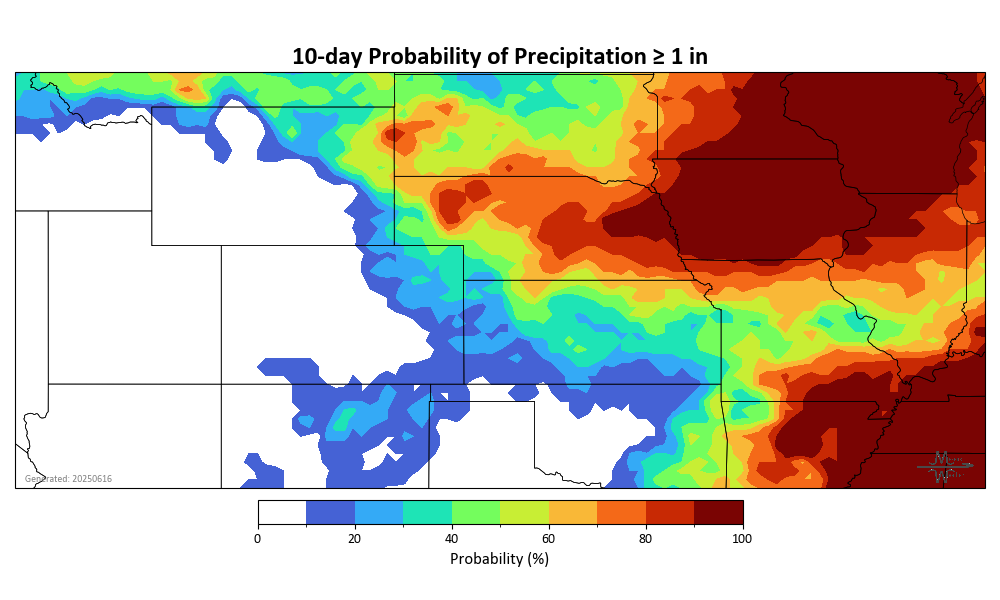 10-day Probability of Precipitation ≥ 1 in
Generated: 20250616
0 20 40 60 80 100
Probability (%)